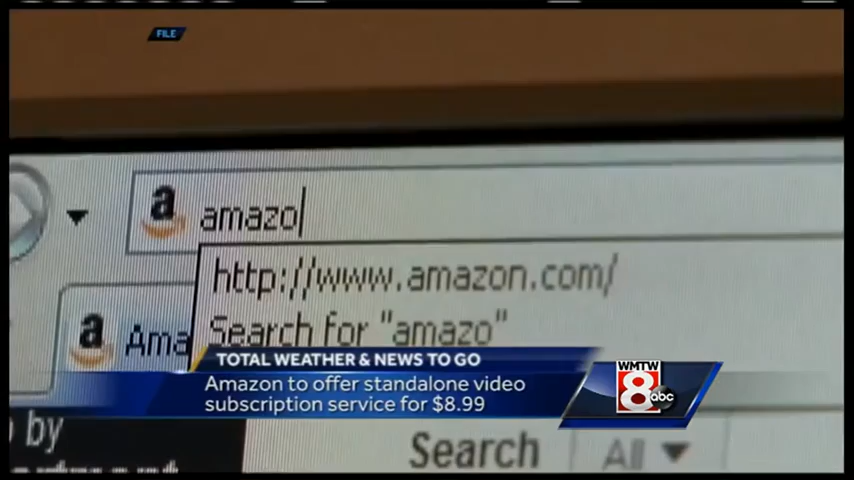 FILE
a amazo
http://www.amazon.com/
Search for "amazo"
a Ama
TOTAL WEATHER & NEWS TO GO
Amazon to offer standalone video
subscription service for $8.99
WMTW
8 abc
by
Search All